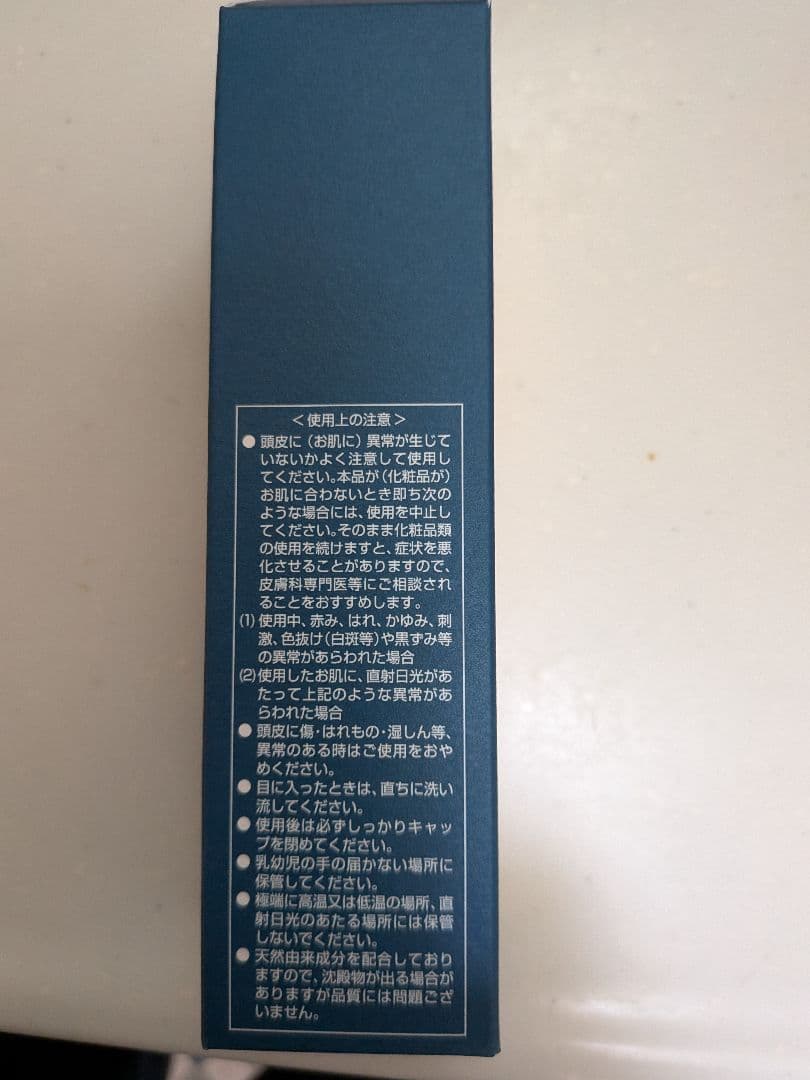 ＜使用上の注意＞
● 頭皮に（お肌に）異常が生じて
いないかよく注意して使用し
てください。本品が（化粧品が）
お肌に合わないとき即ち次の
ような場合には、使用を中止し
てください。そのまま化粧品類
の使用を続けますと、症状を悪
化させることがありますので、
皮膚科専門医等にご相談され
ることをおすすめします。
(1)使用中、赤み、はれ、かゆみ、刺
激、色抜け（白斑等）や黒ずみ等
の異常があらわれた場合
(2)使用したお肌に、直射日光があ
たって上記のような異常があ
らわれた場合
● 頭皮に傷・はれもの・湿しん等、
異常のある時はご使用をおや
めください。
● 目に入ったときは、直ちに洗い
流してください。
● 使用後は必ずしっかりキャッ
プを閉めてください。
● 乳幼児の手の届かない場所に
保管してください。
● 極端に高温又は低温の場所、直
射日光のあたる場所には保管
しないでください。
● 天然由来成分を配合しており
ますので、沈殿物が出る場合が
ありますが品質には問題ござ
いません。